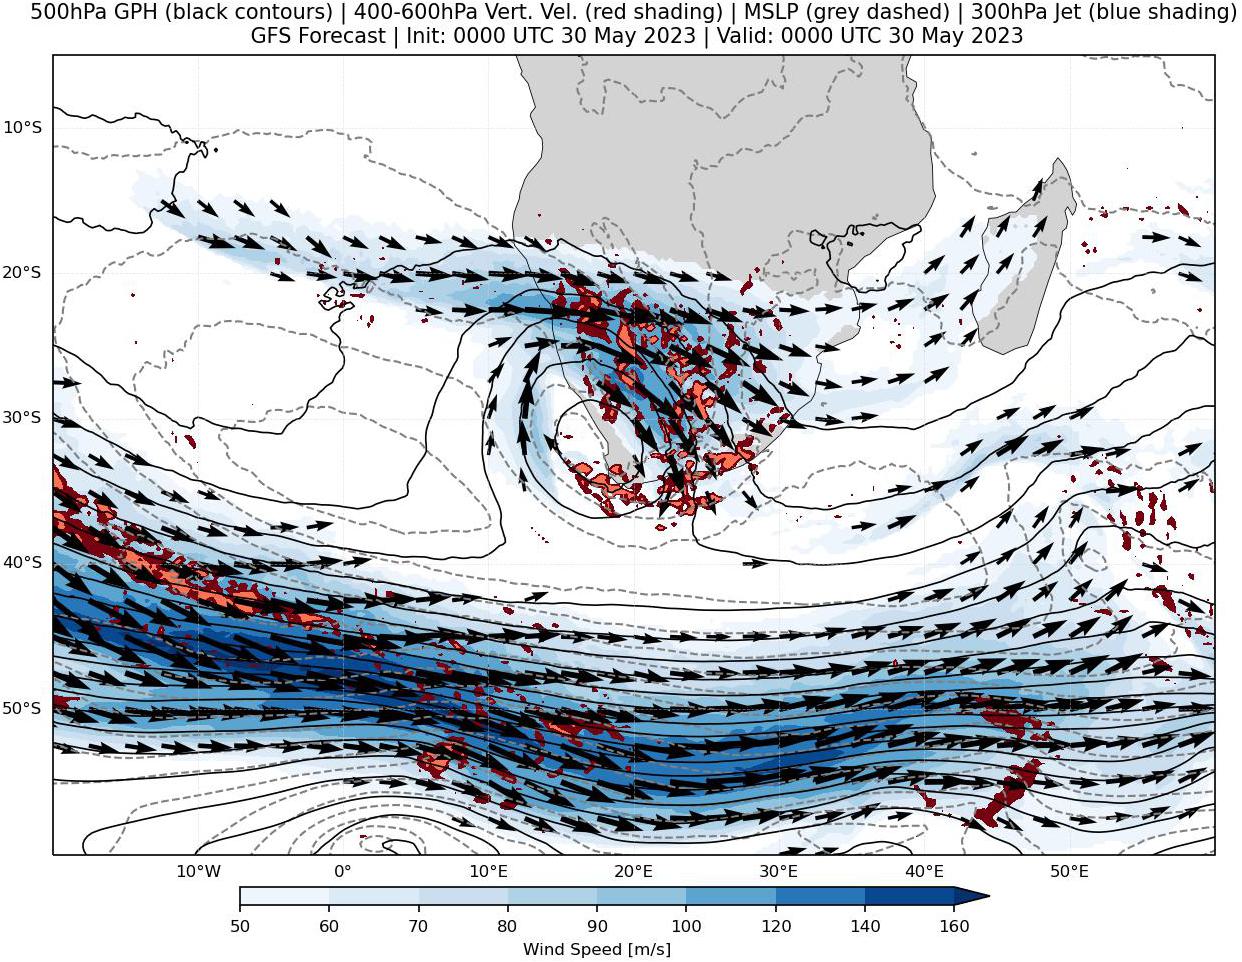 500hPa GPH (black contours) | 400-600hPa Vert. Vel. (red shading) | MSLP (grey dashed) | 300hPa Jet (blue shading)
GFS Forecast | Init: 0000 UTC 30 May 2023 | Valid: 0000 UTC 30 May 2023
10°S
20°S
30°S
40°S
50°S
10°W 0° 10°E 20°E 30°E 40°E 50°E
50 60 70 80 90 100 120 140 160
Wind Speed [m/s]